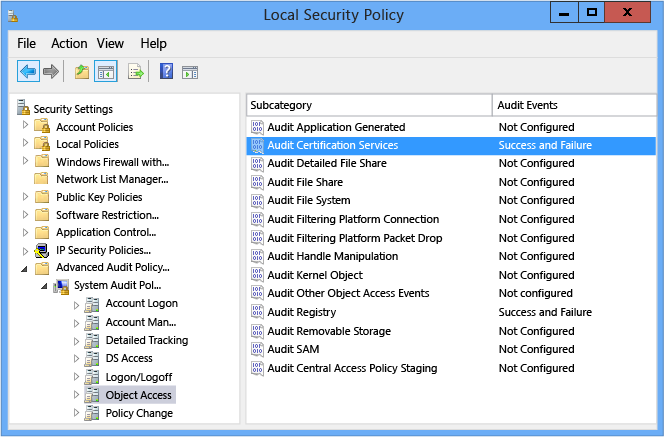 Local Security Policy
File Action View Help
Security Settings
Account Policies
Local Policies
Windows Firewall with...
Network List Manager...
Public Key Policies
Software Restriction...
Application Control...
IP Security Policies...
Advanced Audit Policy...
System Audit Pol...
Account Logon
Account Man...
Detailed Tracking
DS Access
Logon/Logoff
Object Access
Policy Change
Subcategory Audit Events
Audit Application Generated Not Configured
Audit Certification Services Success and Failure
Audit Detailed File Share Not Configured
Audit File Share Not Configured
Audit File System Not Configured
Audit Filtering Platform Connection Not Configured
Audit Filtering Platform Packet Drop Not Configured
Audit Handle Manipulation Not Configured
Audit Kernel Object Not Configured
Audit Other Object Access Events Not configured
Audit Registry Success and Failure
Audit Removable Storage Not Configured
Audit SAM Not Configured
Audit Central Access Policy Staging Not Configured